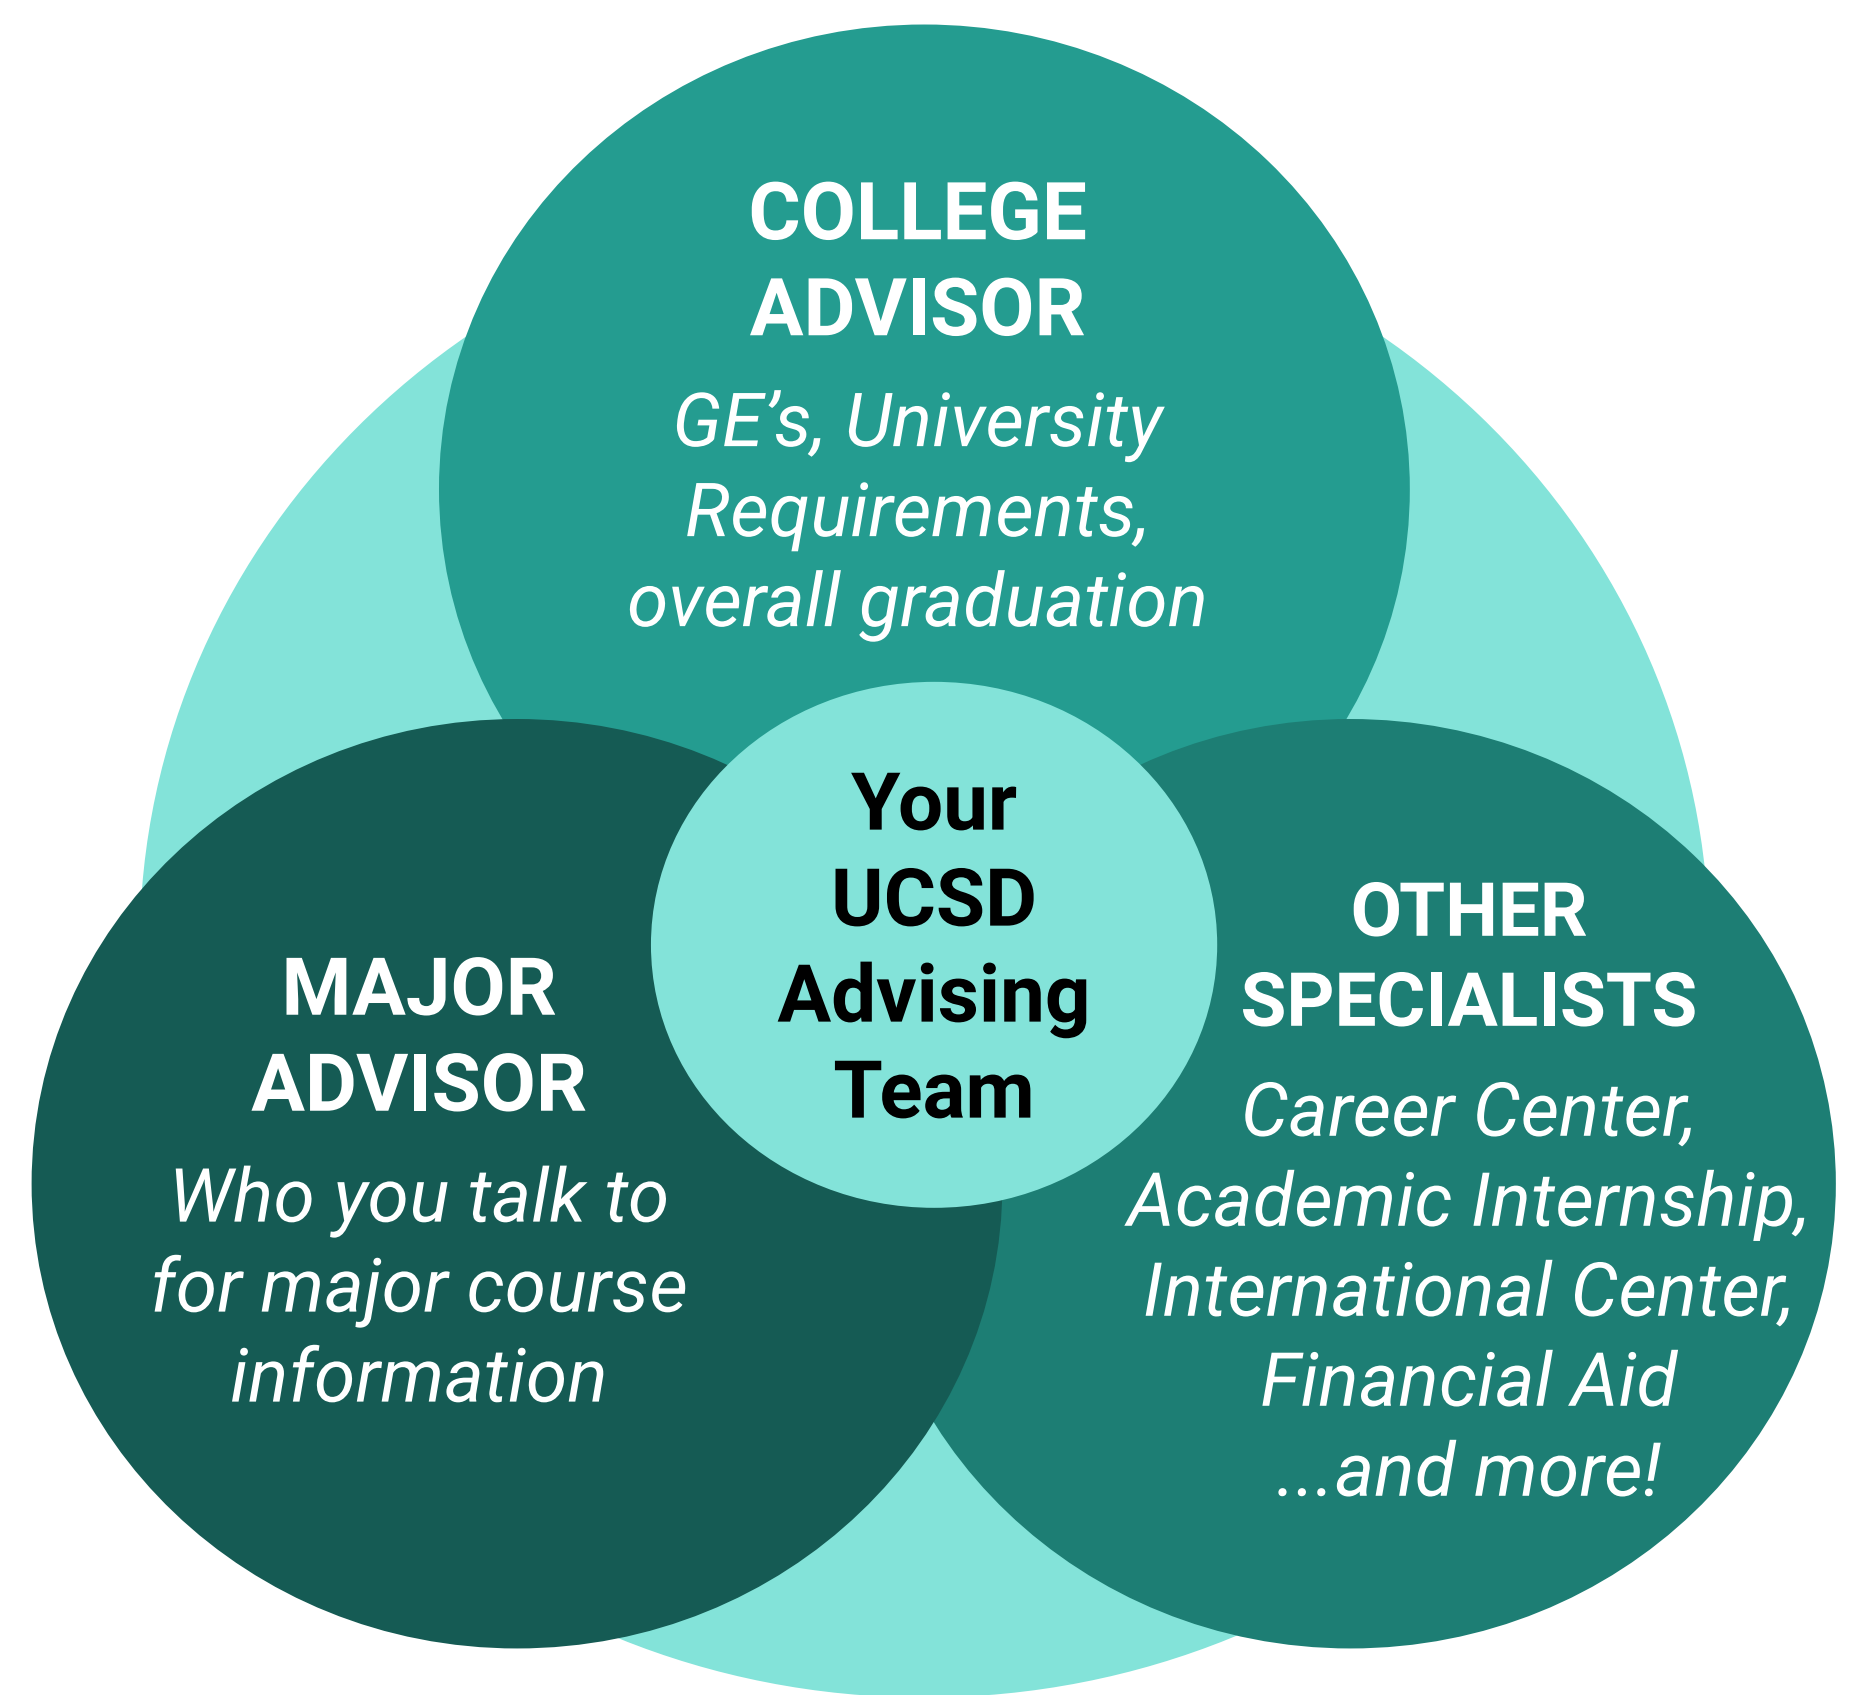 COLLEGE
ADVISOR
GE’s, University
Requirements,
overall graduation
Your
UCSD
Advising
Team
MAJOR
ADVISOR
Who you talk to
for major course
information
OTHER
SPECIALISTS
Career Center,
Academic Internship,
International Center,
Financial Aid
...and more!